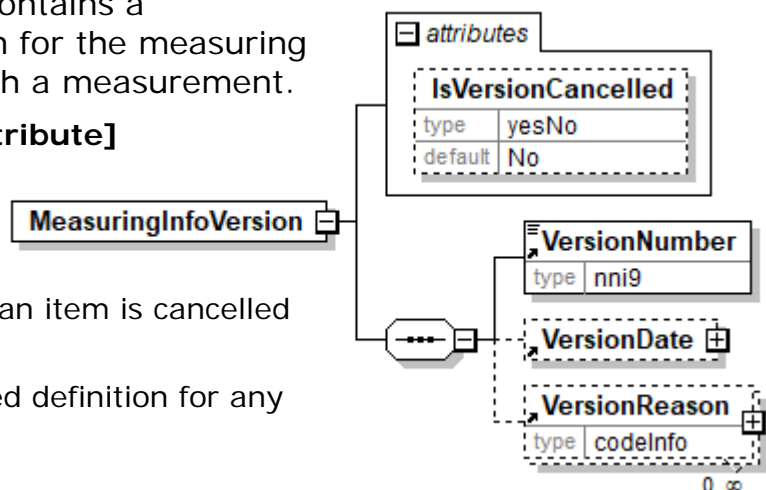 contains a
n for the measuring
h a measurement.
tribute]
an item is cancelled
ed definition for any
attributes
IsVersionCancelled
type yesNo
default No
MeasuringInfoVersion
VersionNumber
type nni9
VersionDate
VersionReason
type codeInfo
0 ∞